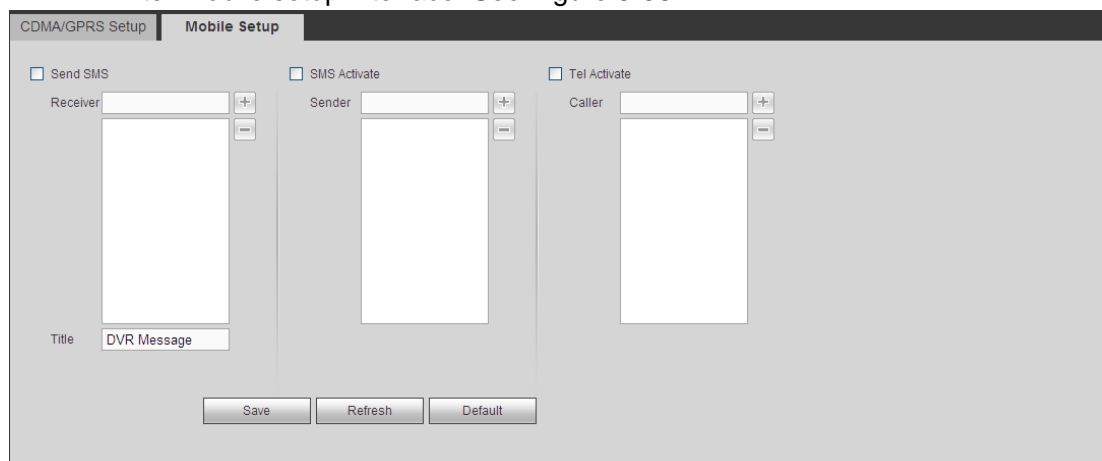 CDMA/GPRS Setup Mobile Setup
Send SMS SMS Activate Tel Activate
Receiver Sender Caller
Title DVR Message
Save Refresh Default